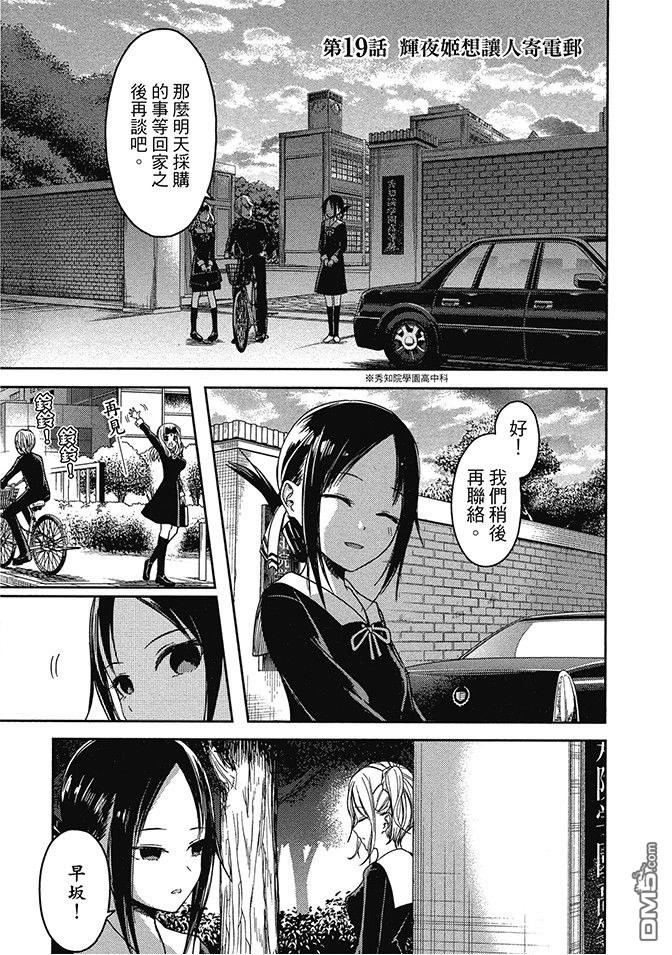 第19話 輝夜姬想讓人寄電郵
那麼明天採購
的事等回家之
後再談吧。
※秀知院學園高中科
好！
我們稍後
再聯絡。
再見
鈴鈴！
鈴鈴！
早坂！
DM5.com